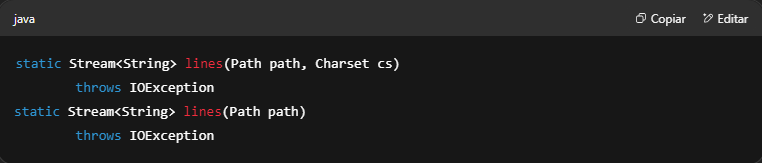 java
Copiar
Editar
static Stream<String> lines(Path path, Charset cs)
        throws IOException
static Stream<String> lines(Path path)
        throws IOException